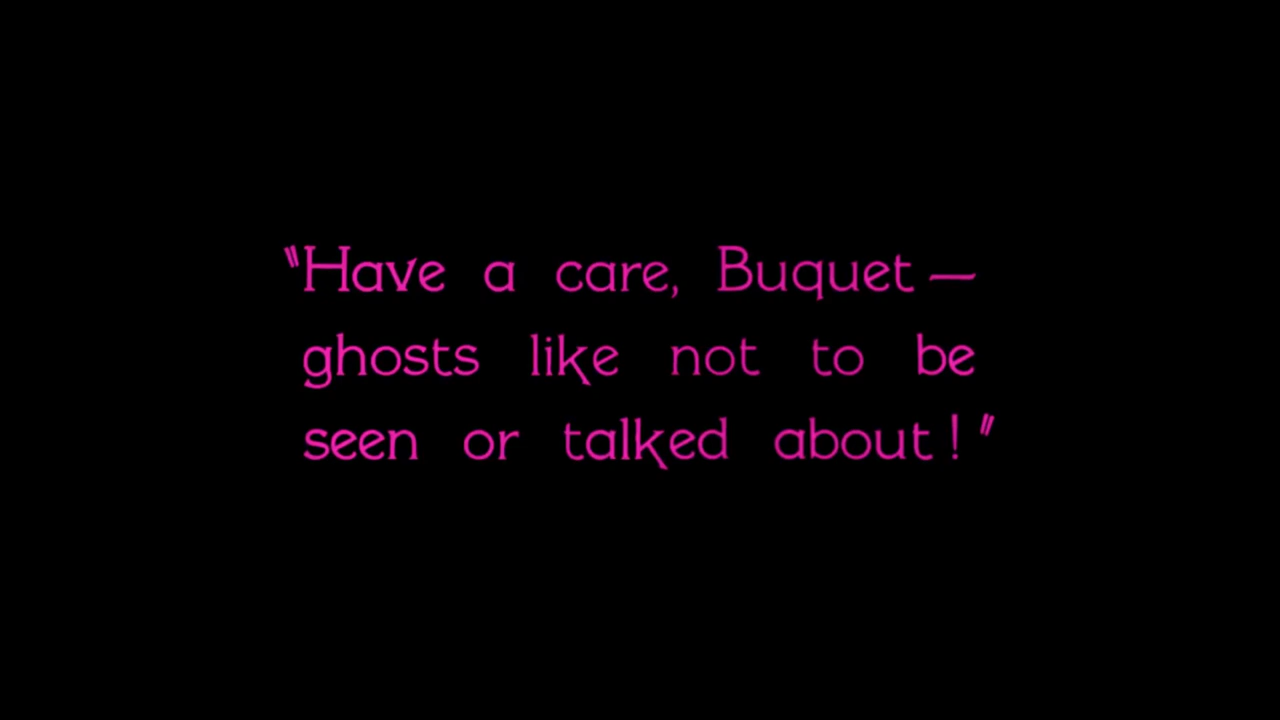 "Have a care, Buquet—
ghosts like not to be
seen or talked about!"